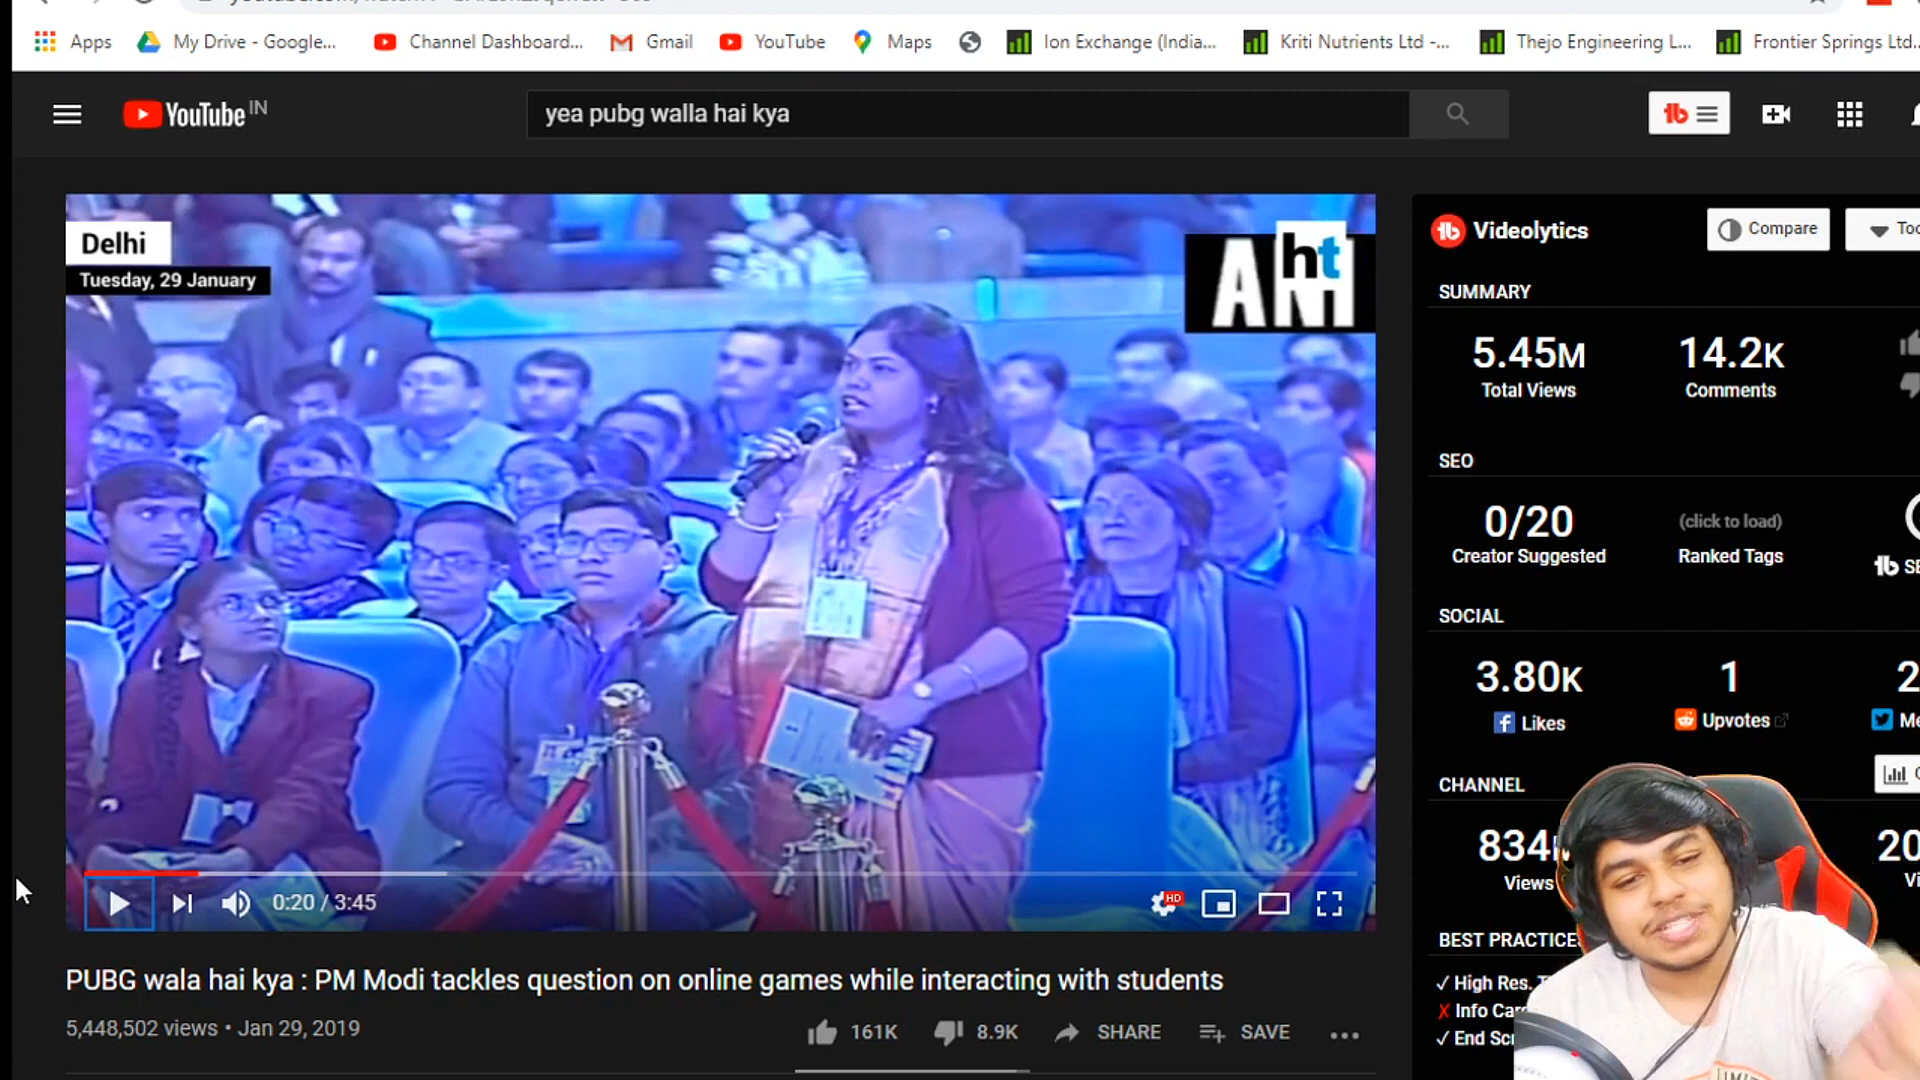 Apps My Drive - Google... Channel Dashboard... Gmail YouTube Maps Ion Exchange (India... Kriti Nutrients Ltd -... Thejo Engineering L... Frontier Springs Ltd...
YouTube IN yea pubg walla hai kya
Delhi
Tuesday, 29 January
ht
Videolytics Compare
SUMMARY
5.45M 14.2K
Total Views Comments
SEO
0/20 (click to load)
Creator Suggested Ranked Tags
SOCIAL
3.80K 1
Likes Upvotes
CHANNEL
834
Views
BEST PRACTICE
✓ High Res.
X Info
✓ End
0:20 / 3:45 HD
PUBG wala hai kya : PM Modi tackles question on online games while interacting with students
5,448,502 views • Jan 29, 2019 161K 8.9K SHARE SAVE